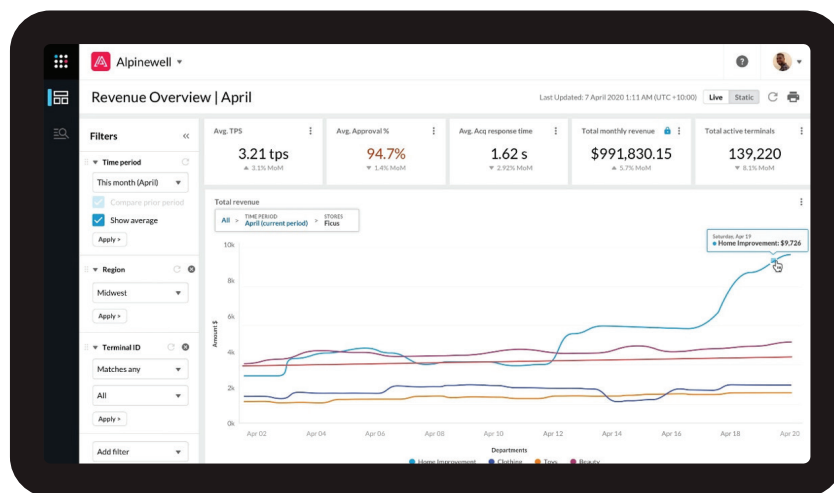 Alpinewell
Revenue Overview | April
Last Updated: 7 April 2020 1:11 AM (UTC +10:00)
Live Static
Filters
Time period
This month (April)
Compare prior period
Show average
Apply >
Region
Midwest
Apply >
Terminal ID
Matches any
All
Apply >
Add filter
Avg. TPS
3.21 tps
▲ 3.1% MoM
Avg. Approval %
94.7%
▼ 1.4% MoM
Avg. Acq response time
1.62 s
▼ 2.92% MoM
Total monthly revenue
$991,830.15
▲ 5.7% MoM
Total active terminals
139,220
▼ 8.1% MoM
Total revenue
All > TIME PERIOD April (current period) > STORES Ficus
Saturday, Apr 19
Home Improvement: $9,726
Amount $
10k
8k
6k
4k
2k
0k
Apr 02 Apr 04 Apr 06 Apr 08 Apr 10 Apr 12 Apr 14 Apr 16 Apr 18 Apr 20
Departments
Home Improvement Clothing Toys Beauty